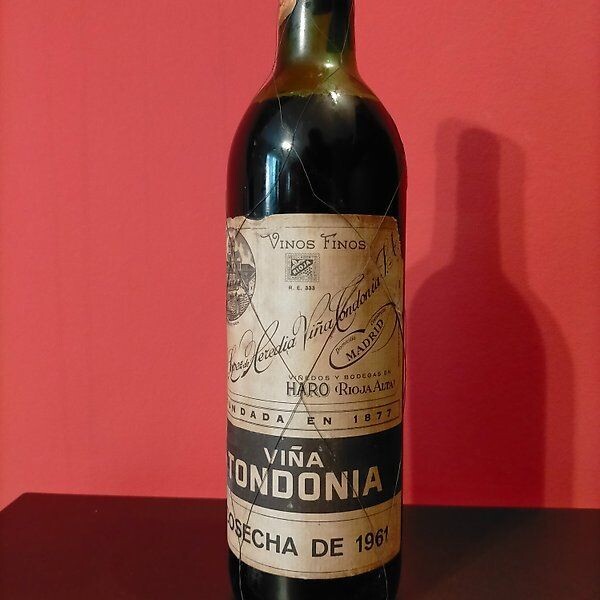 VINOS FINOS
RIOJA
R. E. 333
López de Heredia Viña Tondonia, S. A.
MADRID
VIÑEDOS Y BODEGAS EN
HARO (RIOJA ALTA)
NDADA EN 1877
VIÑA
TONDONIA
COSECHA DE 1961